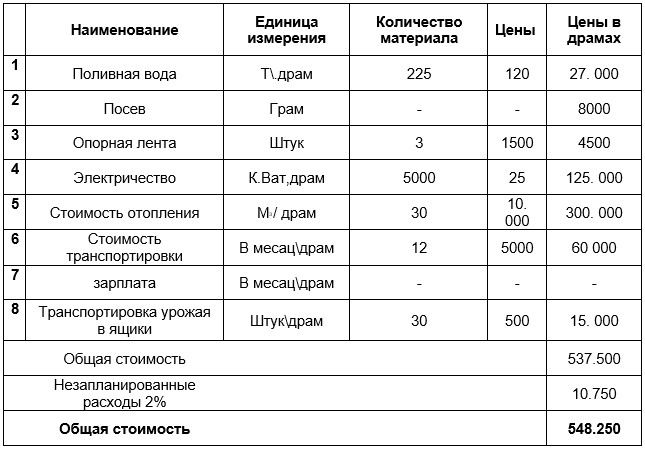 Наименование Единица измерения Количество материала Цены Цены в драмах
1 Поливная вода Т\.драм 225 120 27. 000
2 Посев Грам - - 8000
3 Опорная лента Штук 3 1500 4500
4 Электричество К.Ват,драм 5000 25 125. 000
5 Стоимость отопления М³/ драм 30 10. 000 300. 000
6 Стоимость транспортировки В месац\драм 12 5000 60 000
7 зарплата В месац\драм - - -
8 Транспортировка урожая в ящики Штук\драм 30 500 15. 000
Общая стоимость 537.500
Незапланированные расходы 2% 10.750
Общая стоимость 548.250